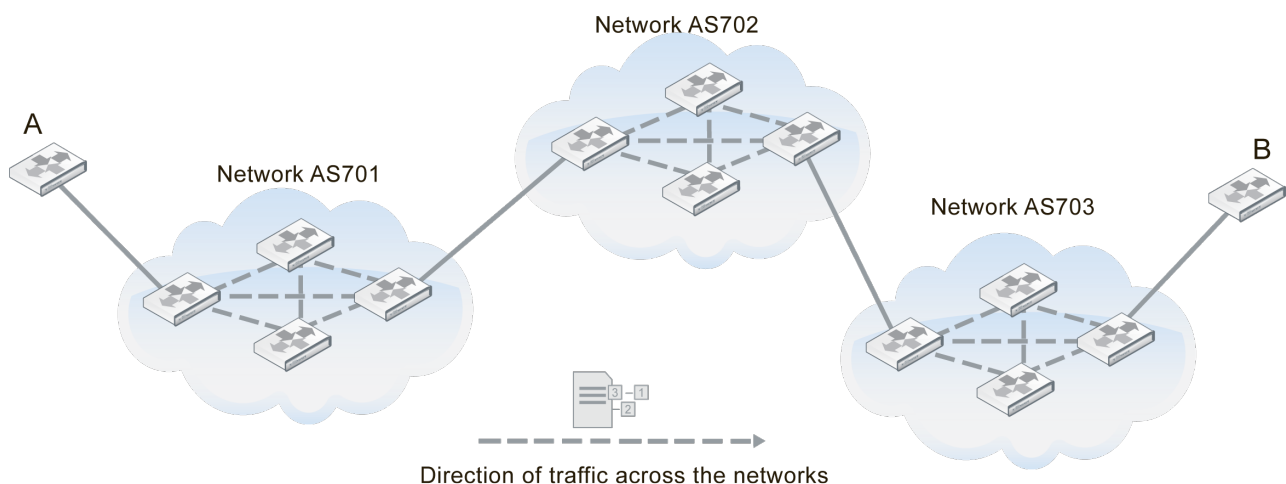 Network AS702
A
Network AS701
B
Network AS703
3
1
2
Direction of traffic across the networks